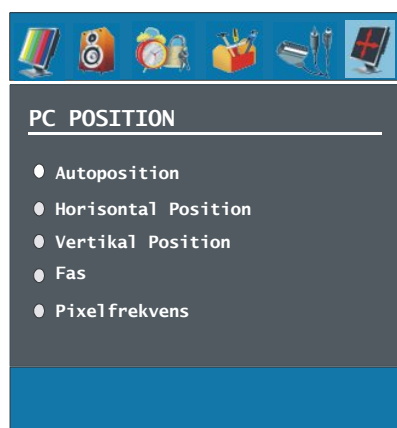 PC POSITION
Autoposition
Horisontal Position
Vertikal Position
Fas
Pixelfrekvens